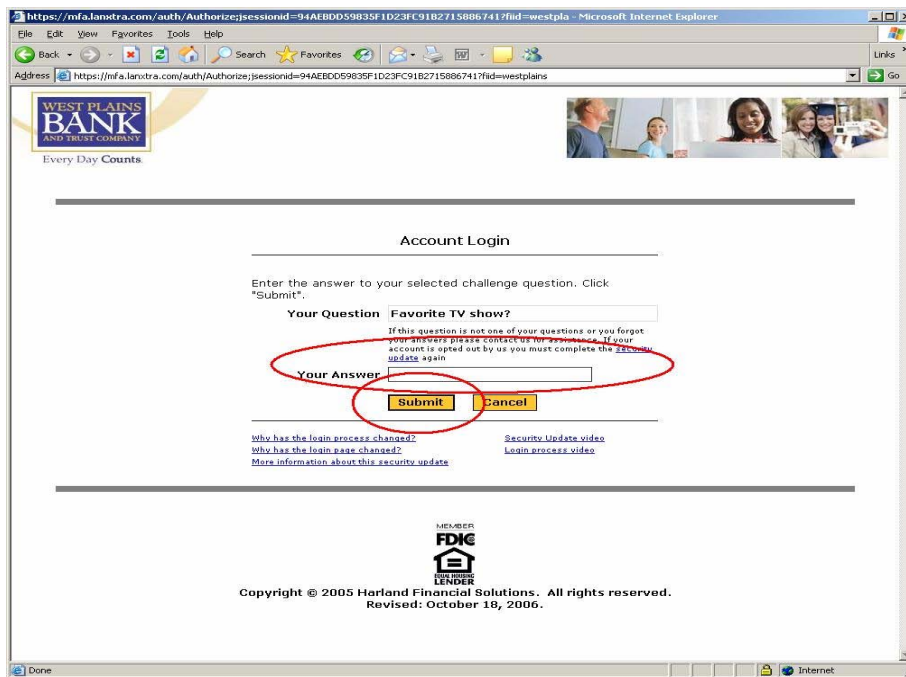 https://mfa.lanxtra.com/auth/Authorize;jsessionid=94AEBDD59835F1D23FC91B2715886741?fiid=westpla - Microsoft Internet Explorer
File Edit View Favorites Tools Help
Back Search Favorites Links
Address https://mfa.lanxtra.com/auth/Authorize;jsessionid=94AEBDD59835F1D23FC91B2715886741?fiid=westplains Go
WEST PLAINS
BANK
AND TRUST COMPANY
Every Day Counts
Account Login
Enter the answer to your selected challenge question. Click
"Submit".
Your Question Favorite TV show?
If this question is not one of your questions or you forgot
your answers please contact us for assistance. If your
account is opted out by us you must complete the security
update again
Your Answer
Submit Cancel
Why has the login process changed? Security Update video
Why has the login page changed? Login process video
More information about this security update
MEMBER
FDIC
EQUAL HOUSING
LENDER
Copyright © 2005 Harland Financial Solutions. All rights reserved.
Revised: October 18, 2006.
Done Internet